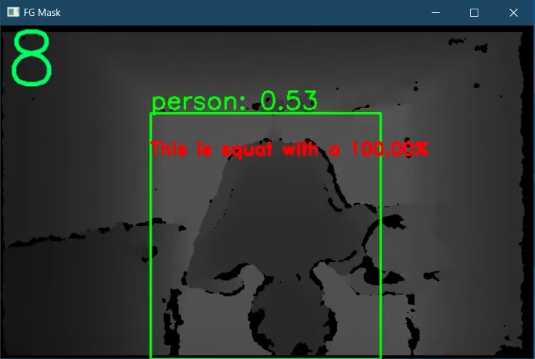 FG Mask
8
person: 0.53
This is squat with a 100.00%